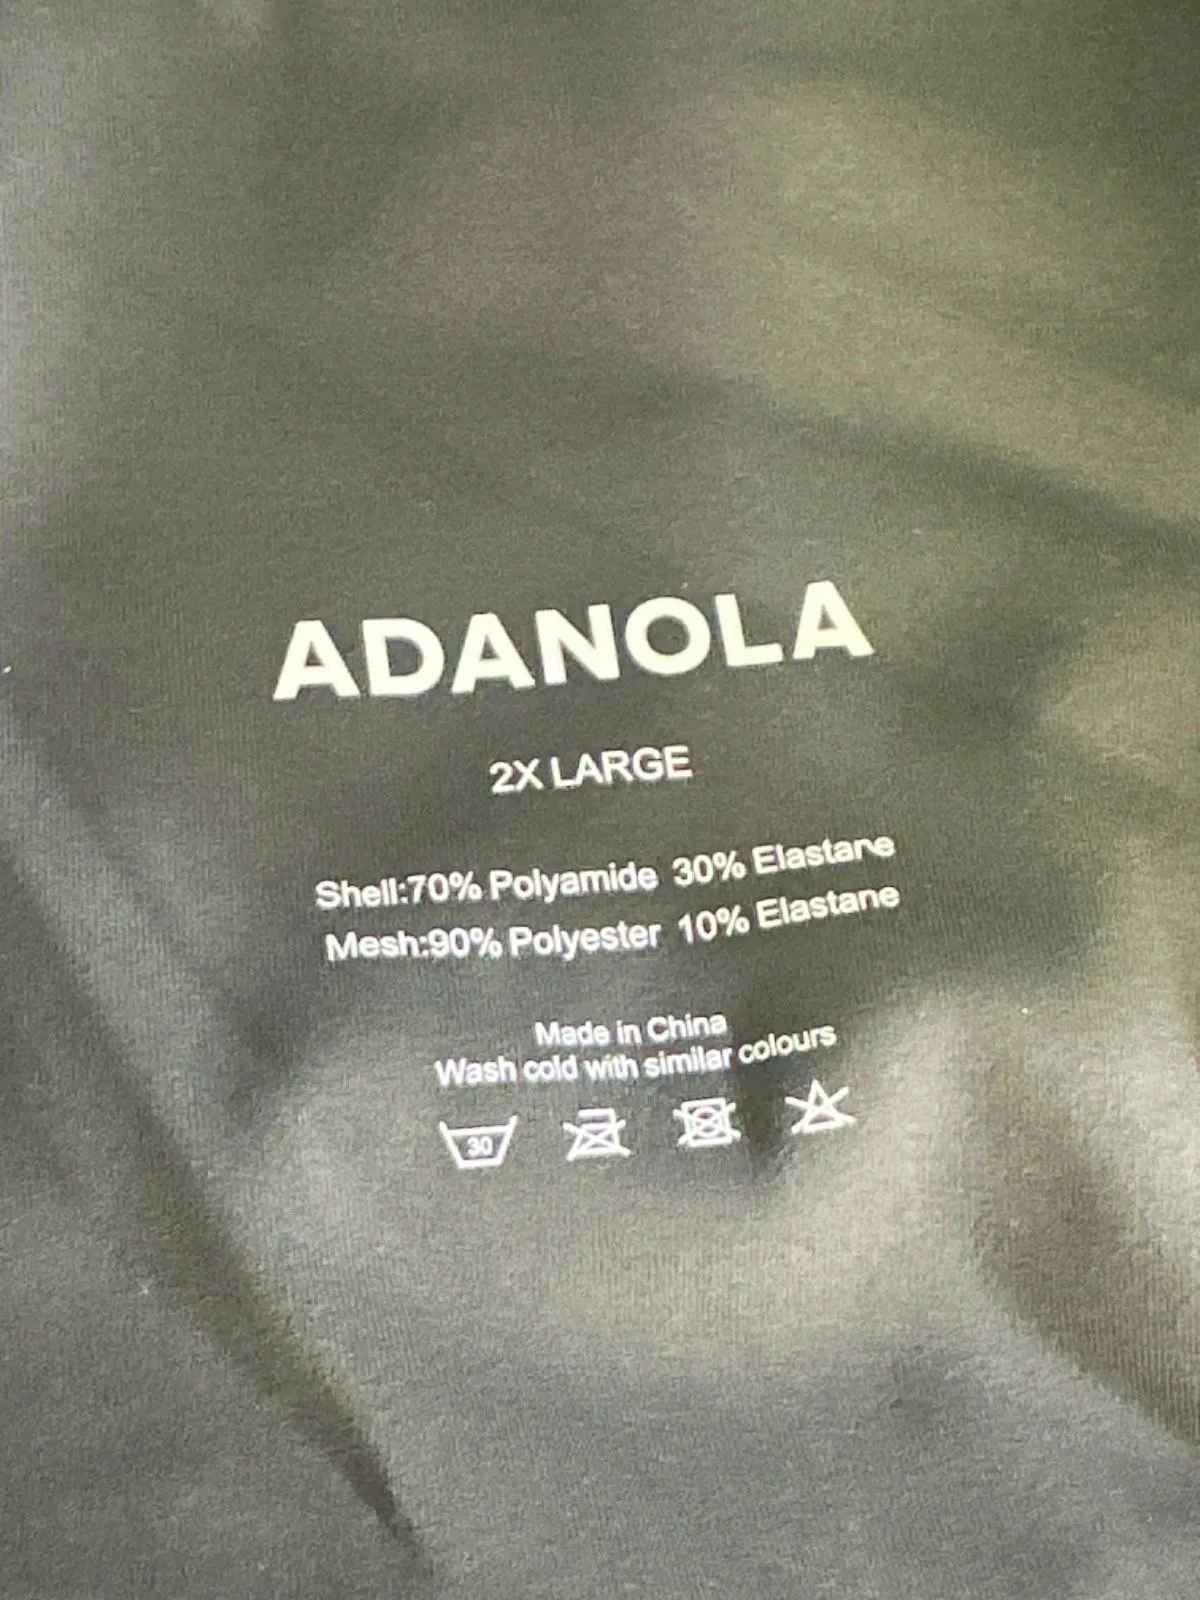 ADANOLA
2X LARGE
Shell:70% Polyamide 30% Elastane
Mesh:90% Polyester 10% Elastane
Made in China
Wash cold with similar colours
30